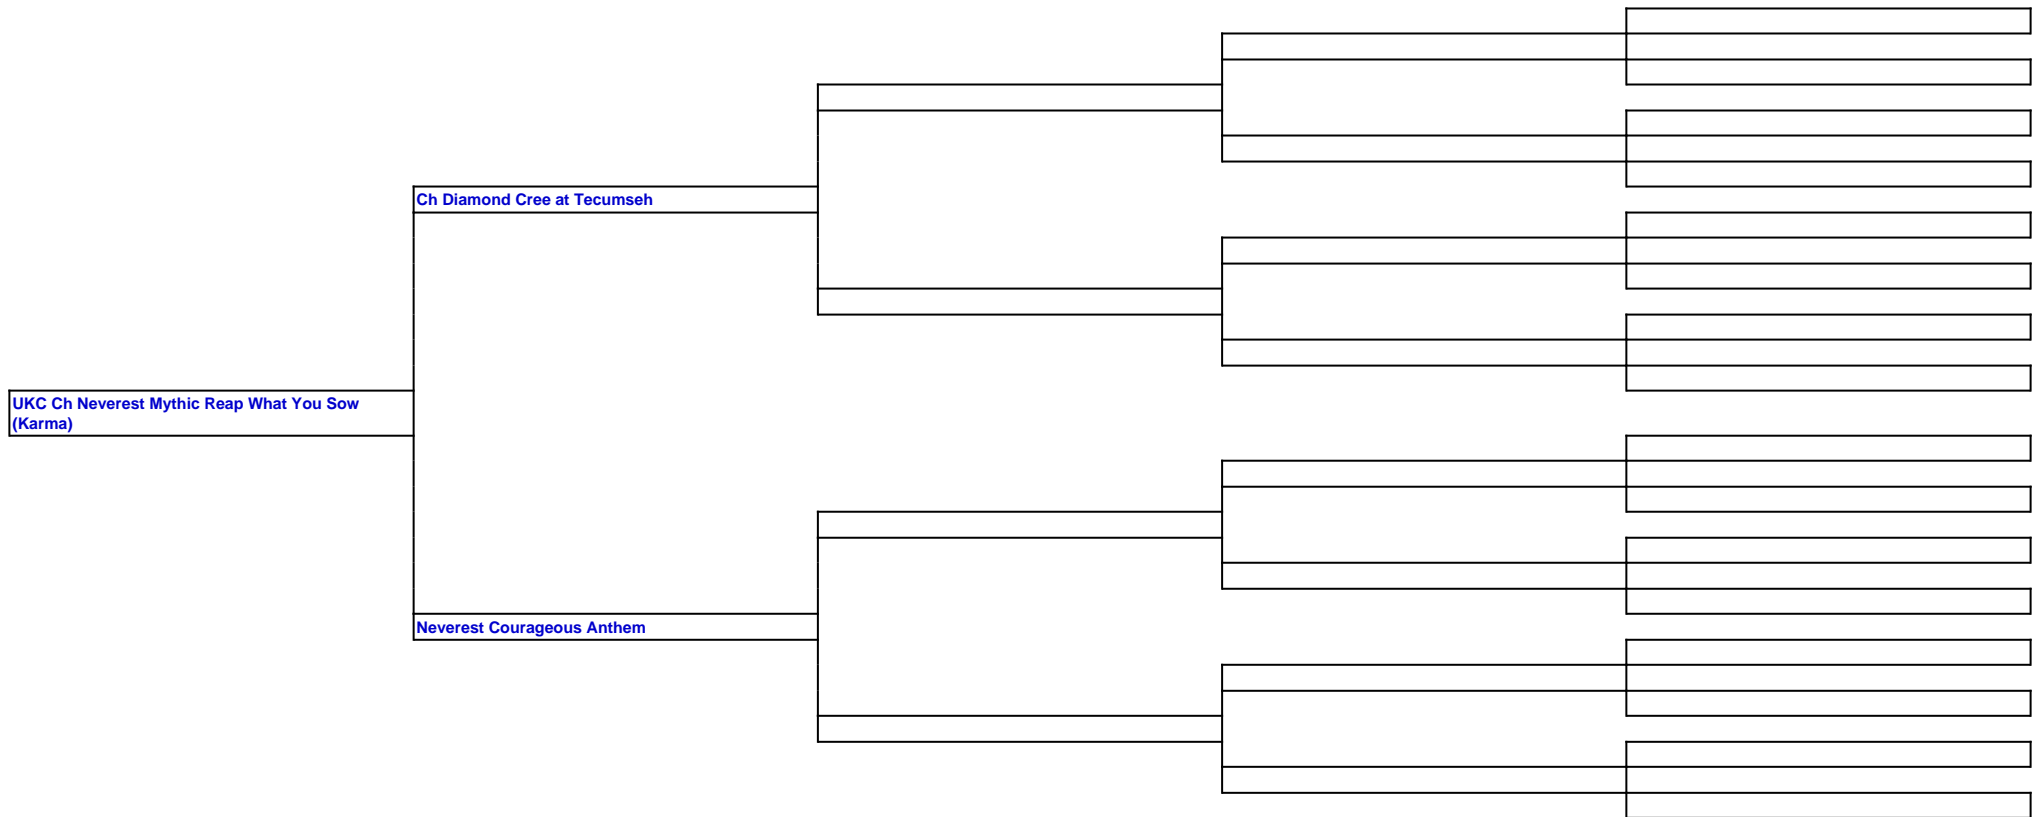 Ch Diamond Cree at Tecumseh
UKC Ch Neverest Mythic Reap What You Sow
(Karma)
Neverest Courageous Anthem